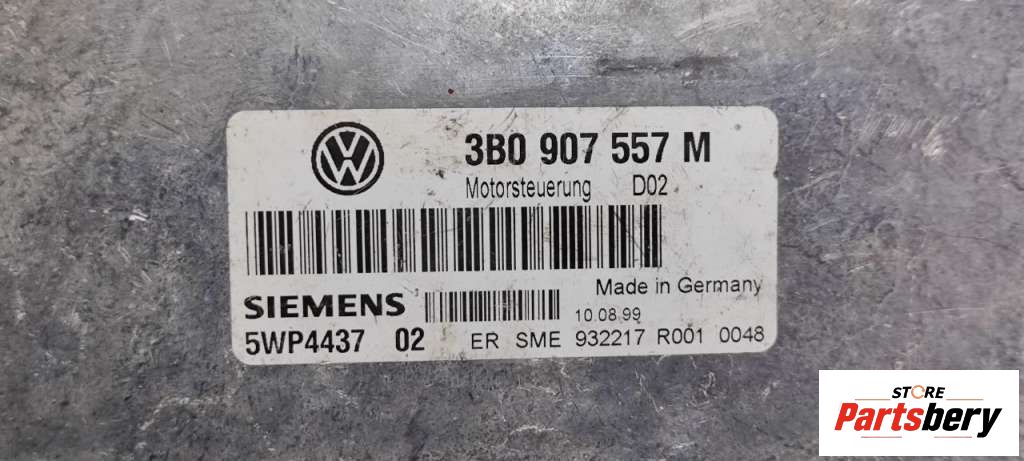 3B0 907 557 M
Motorsteuerung D02
Made in Germany
SIEMENS 10.08.99
5WP4437 02 ER SME 932217 R001 0048
STORE
Partsbery